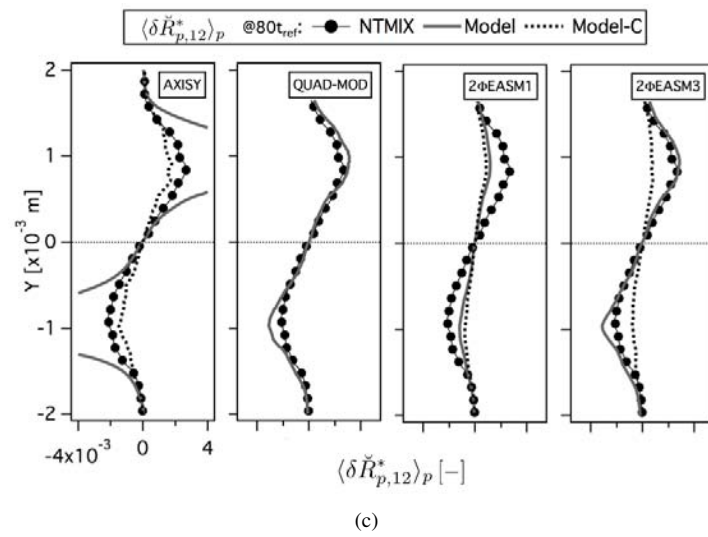 ⟨δR̆*p,12⟩p @80tref: NTMIX Model Model-C
AXISY QUAD-MOD 2ΦEASM1 2ΦEASM3
2
1
0
-1
-2
Y [x10-3 m]
-4x10-3 0 4
⟨δR̆*p,12⟩p [−]
(c)